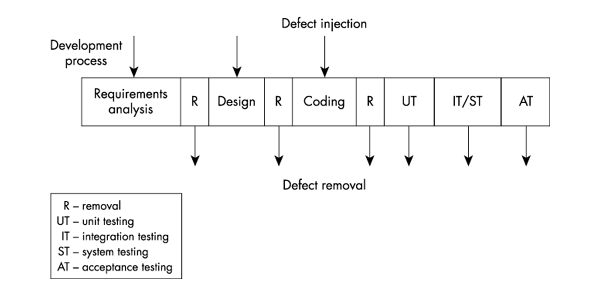 Defect injection
Development
process
Requirements
analysis
R
Design
R
Coding
R
UT
IT/ST
AT
Defect removal
R – removal
UT – unit testing
IT – integration testing
ST – system testing
AT – acceptance testing